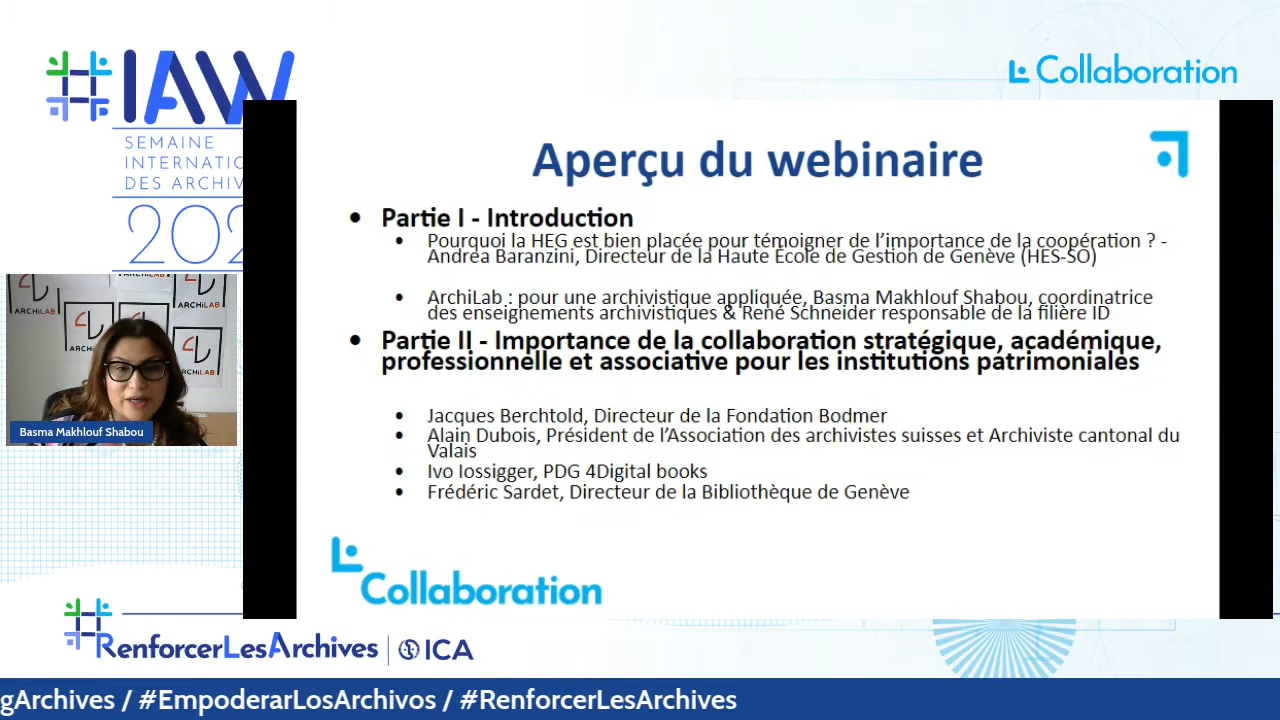 #IAW
SEMAINE
INTERNATIO
DES ARCHIV
202
Collaboration
Aperçu du webinaire
• Partie I - Introduction
• Pourquoi la HEG est bien placée pour témoigner de l’importance de la coopération ? -
Andréa Baranzini, Directeur de la Haute Ecole de Gestion de Genève (HES-SO)
• ArchiLab : pour une archivistique appliquée, Basma Makhlouf Shabou, coordinatrice
des enseignements archivistiques & René Schneider responsable de la filière ID
• Partie II - Importance de la collaboration stratégique, académique,
professionnelle et associative pour les institutions patrimoniales
• Jacques Berchtold, Directeur de la Fondation Bodmer
• Alain Dubois, Président de l’Association des archivistes suisses et Archiviste cantonal du
Valais
• Ivo Iossigger, PDG 4Digital books
• Frédéric Sardet, Directeur de la Bibliothèque de Genève
Collaboration
ARCHiLAB
ARCHiLAB
ARCHiLAB
Basma Makhlouf Shabou
#RenforcerLesArchives
ICA
gArchives / #EmpoderarLosArchivos / #RenforcerLesArchives